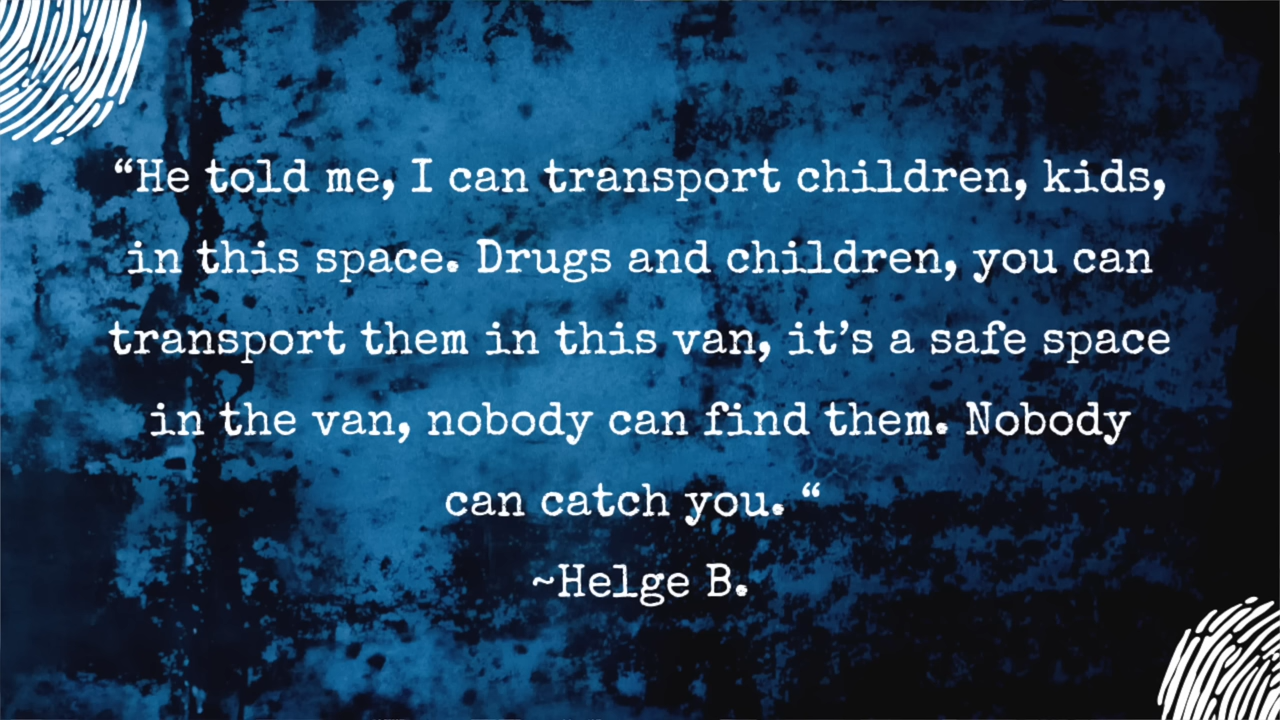 “He told me, I can transport children, kids,
in this space. Drugs and children, you can
transport them in this van, it’s a safe space
in the van, nobody can find them. Nobody
can catch you. “
~Helge B.